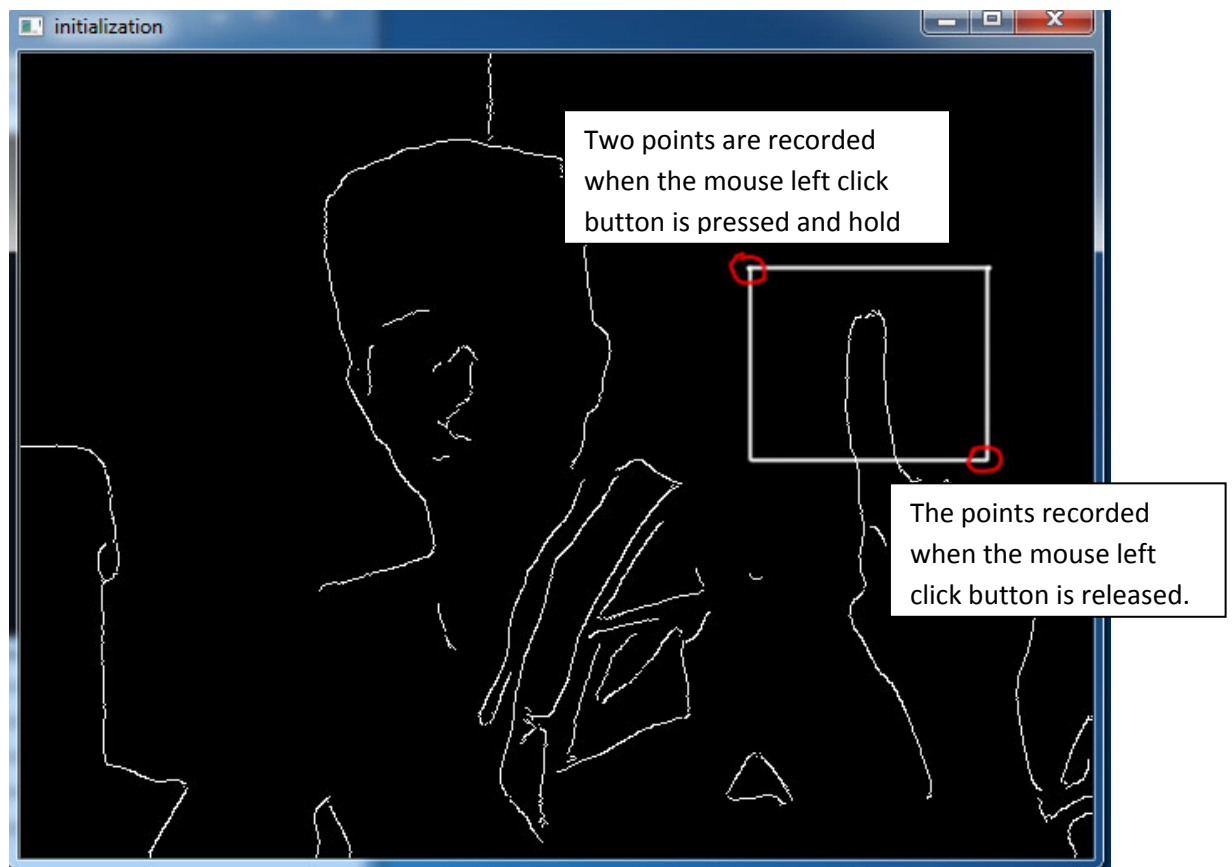 initialization
Two points are recorded
when the mouse left click
button is pressed and hold
The points recorded
when the mouse left
click button is released.